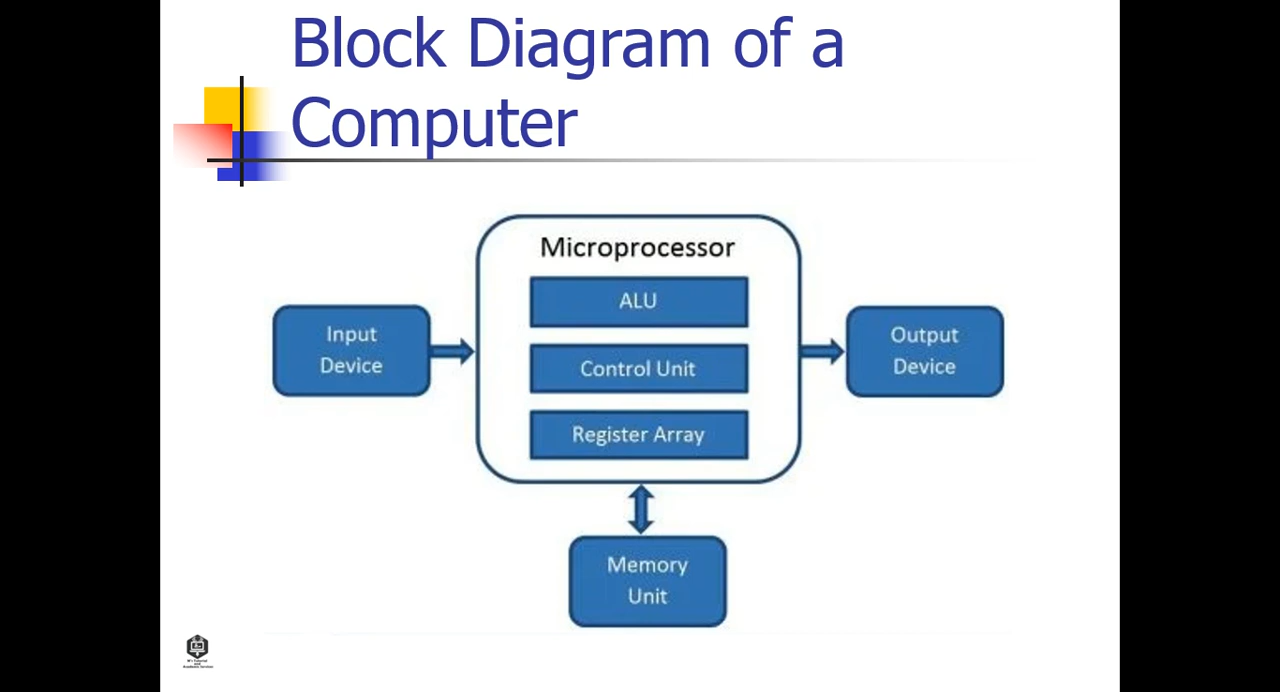 Block Diagram of a
Computer
Microprocessor
ALU
Input
Device
Control Unit
Output
Device
Register Array
Memory
Unit